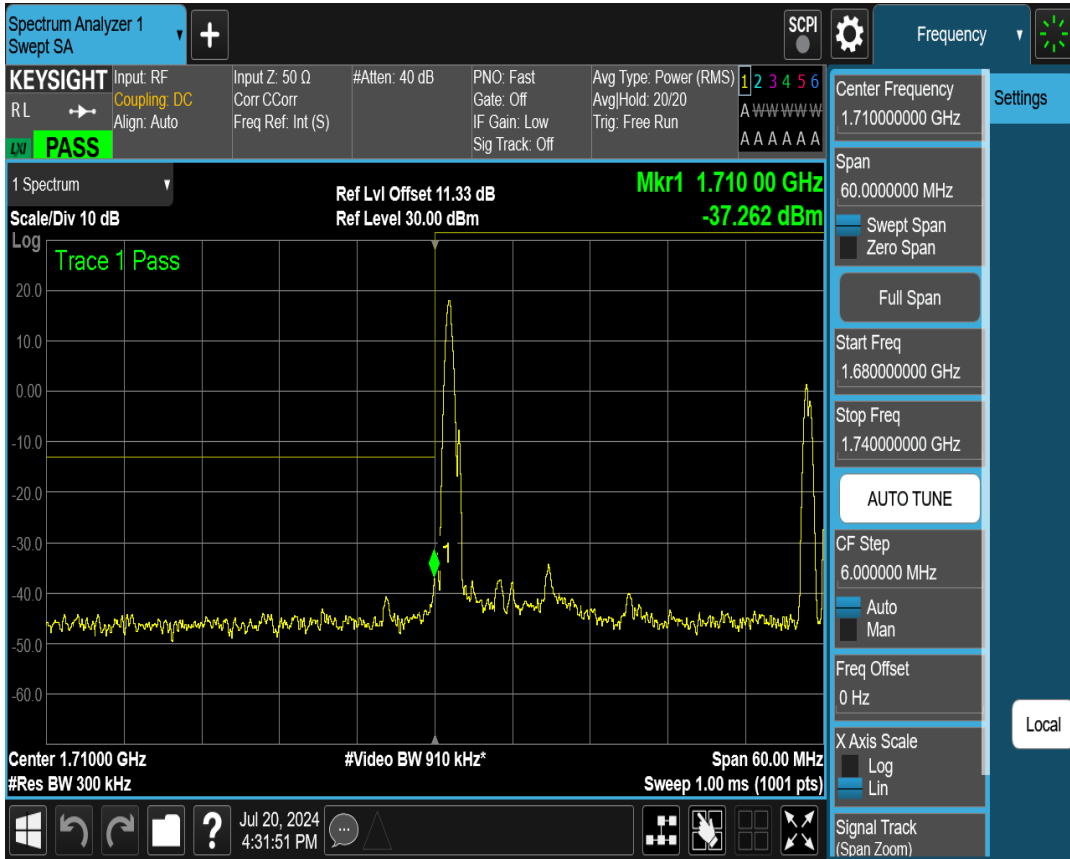 Spectrum Analyzer 1
Swept SA
+
SCPI
Frequency
KEYSIGHT
RL
LXI
PASS
Input: RF
Coupling: DC
Align: Auto
Input Z: 50 Ω
Corr CCorr
Freq Ref: Int (S)
#Atten: 40 dB
PNO: Fast
Gate: Off
IF Gain: Low
Sig Track: Off
Avg Type: Power (RMS)
Avg|Hold: 20/20
Trig: Free Run
1 2 3 4 5 6
A W W W W W
A A A A A A
1 Spectrum
Scale/Div 10 dB
Log
Ref Lvl Offset 11.33 dB
Ref Level 30.00 dBm
Mkr1 1.710 00 GHz
-37.262 dBm
Trace 1 Pass
20.0
10.0
0.00
-10.0
-20.0
-30.0
-40.0
-50.0
-60.0
1
Center 1.71000 GHz
#Res BW 300 kHz
#Video BW 910 kHz*
Span 60.00 MHz
Sweep 1.00 ms (1001 pts)
Center Frequency
1.710000000 GHz
Span
60.0000000 MHz
Swept Span
Zero Span
Full Span
Start Freq
1.680000000 GHz
Stop Freq
1.740000000 GHz
AUTO TUNE
CF Step
6.000000 MHz
Auto
Man
Freq Offset
0 Hz
X Axis Scale
Log
Lin
Signal Track
(Span Zoom)
Settings
Local
?
Jul 20, 2024
4:31:51 PM